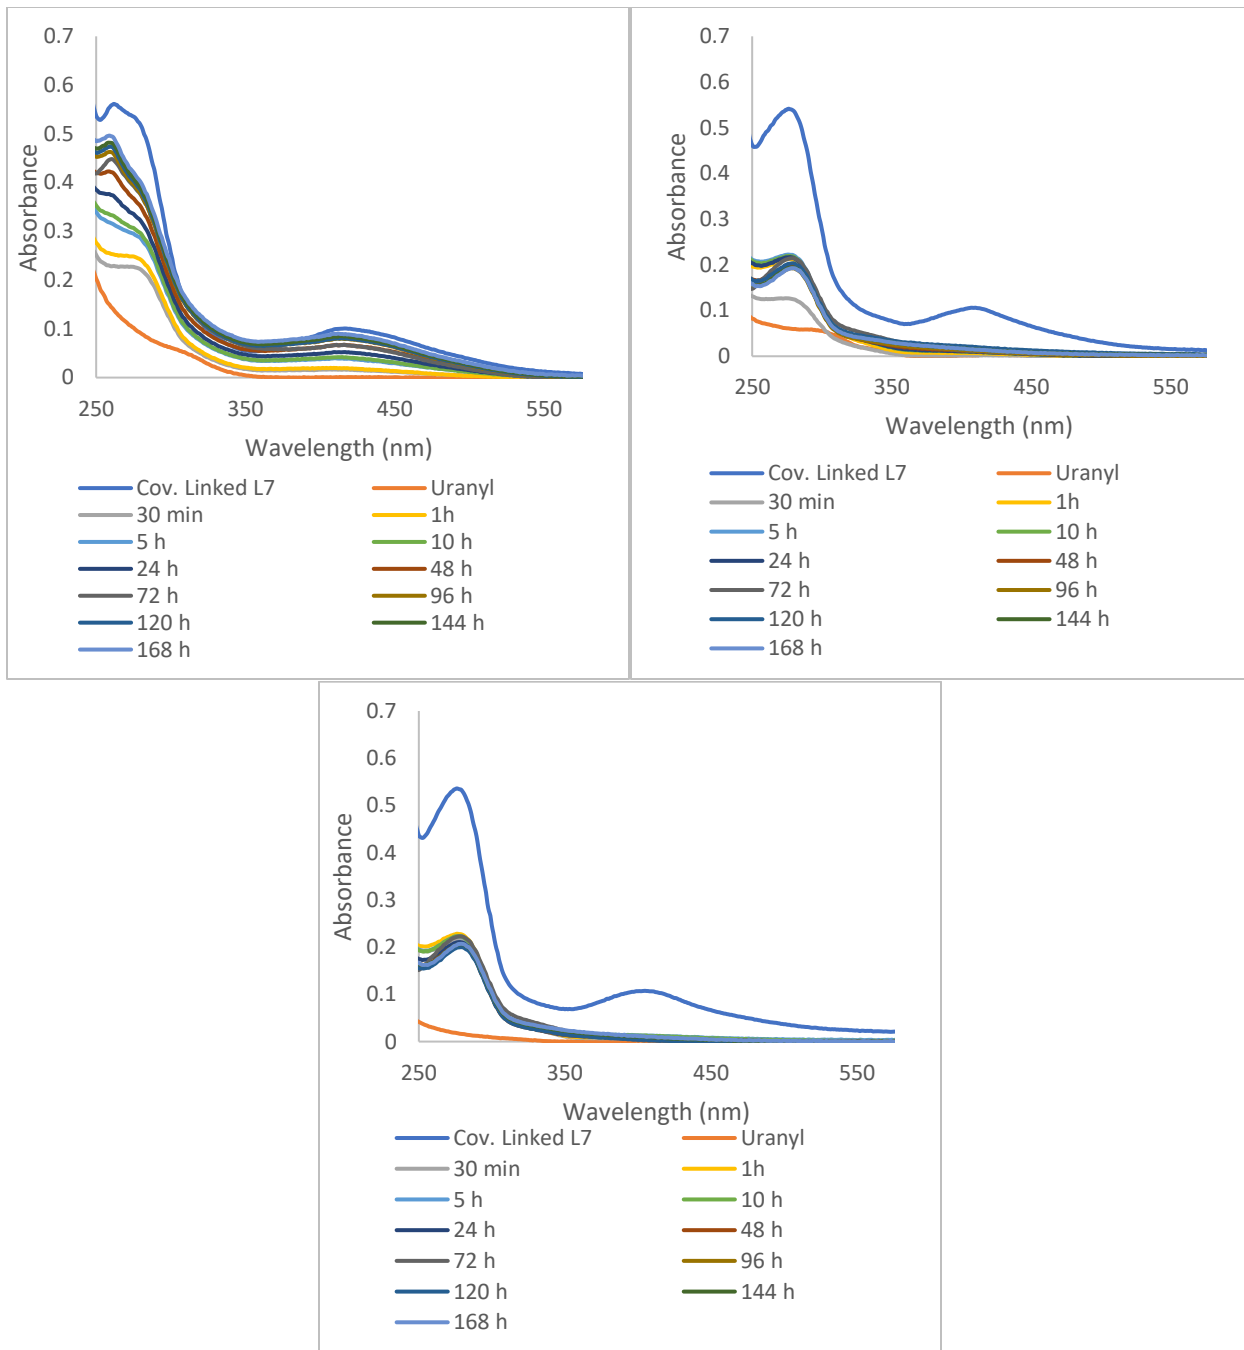 0.7
0.6
0.5
0.4
0.3
0.2
0.1
0
Absorbance
250 350 450 550
Wavelength (nm)
Cov. Linked L7 Uranyl
30 min 1h
5 h 10 h
24 h 48 h
72 h 96 h
120 h 144 h
168 h
0.7
0.6
0.5
0.4
0.3
0.2
0.1
0
Absorbance
250 350 450 550
Wavelength (nm)
Cov. Linked L7 Uranyl
30 min 1h
5 h 10 h
24 h 48 h
72 h 96 h
120 h 144 h
168 h
0.7
0.6
0.5
0.4
0.3
0.2
0.1
0
Absorbance
250 350 450 550
Wavelength (nm)
Cov. Linked L7 Uranyl
30 min 1h
5 h 10 h
24 h 48 h
72 h 96 h
120 h 144 h
168 h